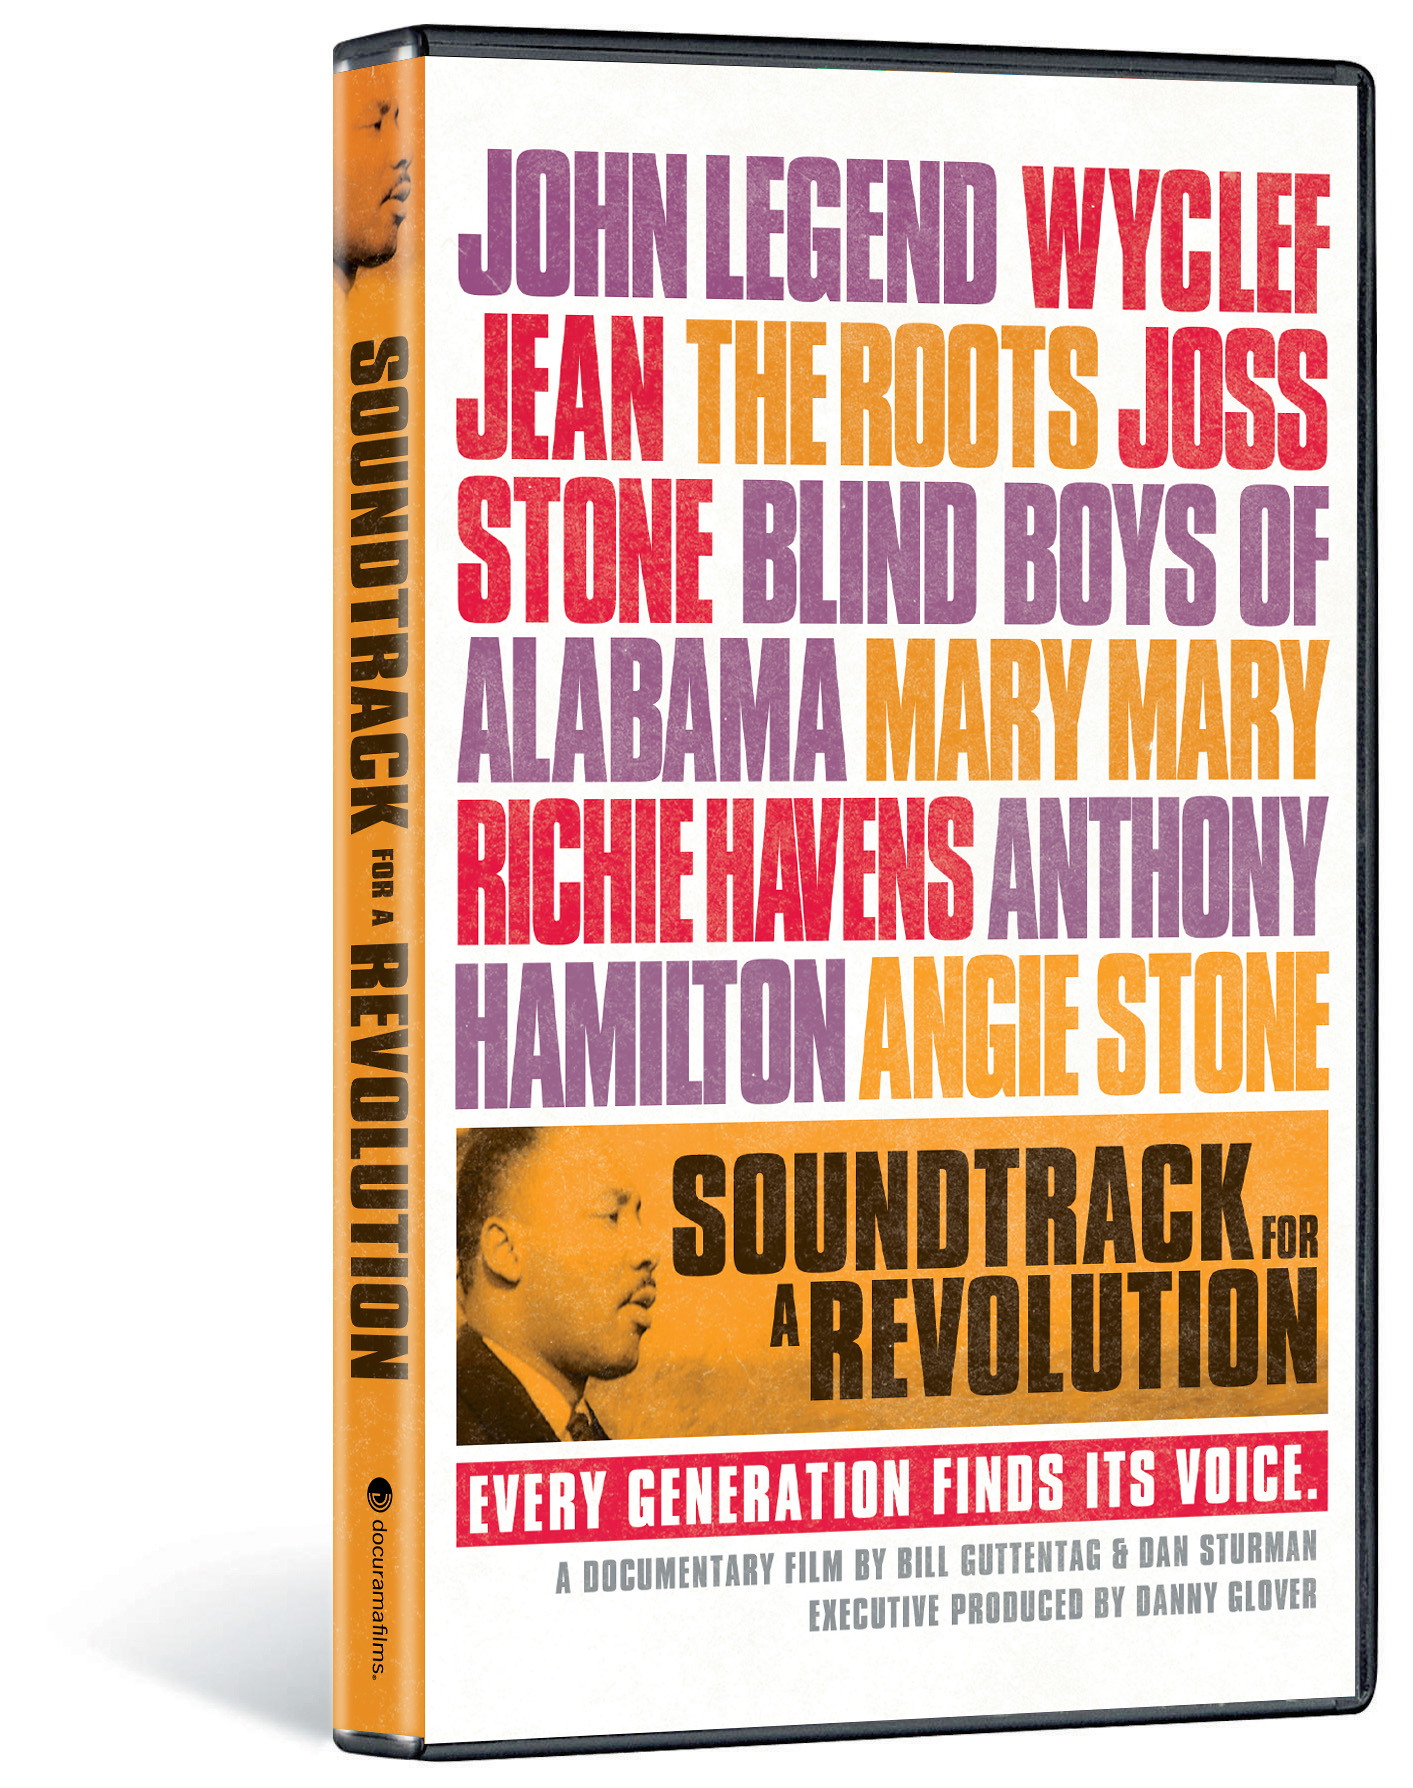 JOHN LEGEND WYCLEF
JEAN THE ROOTS JOSS
STONE BLIND BOYS OF
ALABAMA MARY MARY
RICHIE HAVENS ANTHONY
HAMILTON ANGIE STONE
SOUNDTRACK FOR
A REVOLUTION
EVERY GENERATION FINDS ITS VOICE.
A DOCUMENTARY FILM BY BILL GUTTENTAG & DAN STURMAN
EXECUTIVE PRODUCED BY DANNY GLOVER
SOUNDTRACK FOR A REVOLUTION
docuramafilms®